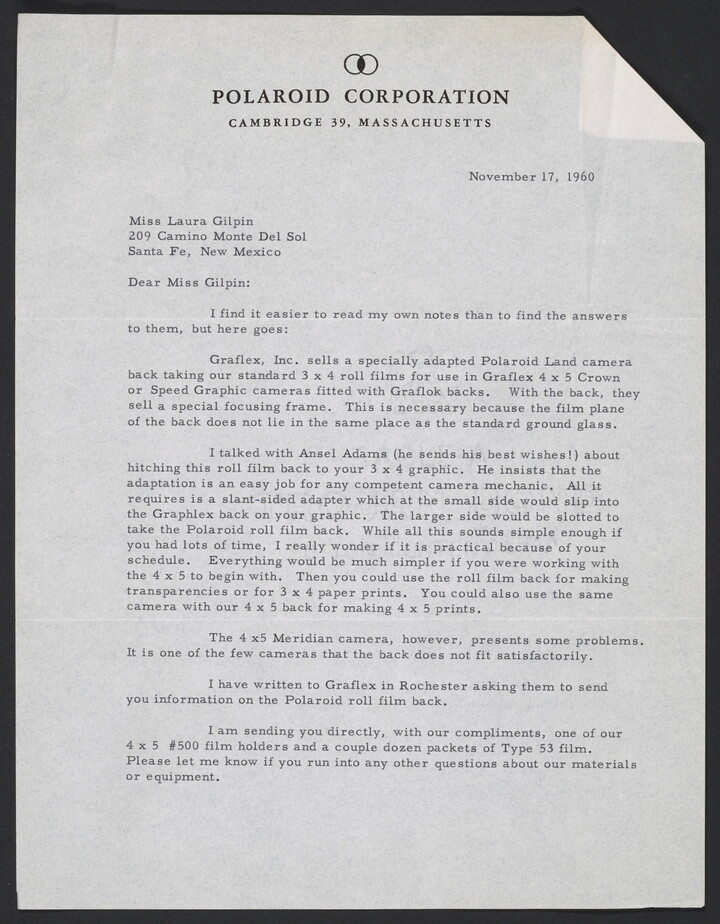 POLAROID CORPORATION
CAMBRIDGE 39, MASSACHUSETTS
November 17, 1960
Miss Laura Gilpin
209 Camino Monte Del Sol
Santa Fe, New Mexico
Dear Miss Gilpin:
I find it easier to read my own notes than to find the answers
to them, but here goes:
Graflex, Inc. sells a specially adapted Polaroid Land camera
back taking our standard 3 x 4 roll films for use in Graflex 4 x 5 Crown
or Speed Graphic cameras fitted with Graflok backs. With the back, they
sell a special focusing frame. This is necessary because the film plane
of the back does not lie in the same place as the standard ground glass.
I talked with Ansel Adams (he sends his best wishes!) about
hitching this roll film back to your 3 x 4 graphic. He insists that the
adaptation is an easy job for any competent camera mechanic. All it
requires is a slant-sided adapter which at the small side would slip into
the Graphlex back on your graphic. The larger side would be slotted to
take the Polaroid roll film back. While all this sounds simple enough if
you had lots of time, I really wonder if it is practical because of your
schedule. Everything would be much simpler if you were working with
the 4 x 5 to begin with. Then you could use the roll film back for making
transparencies or for 3 x 4 paper prints. You could also use the same
camera with our 4 x 5 back for making 4 x 5 prints.
The 4 x5 Meridian camera, however, presents some problems.
It is one of the few cameras that the back does not fit satisfactorily.
I have written to Graflex in Rochester asking them to send
you information on the Polaroid roll film back.
I am sending you directly, with our compliments, one of our
4 x 5 #500 film holders and a couple dozen packets of Type 53 film.
Please let me know if you run into any other questions about our materials
or equipment.